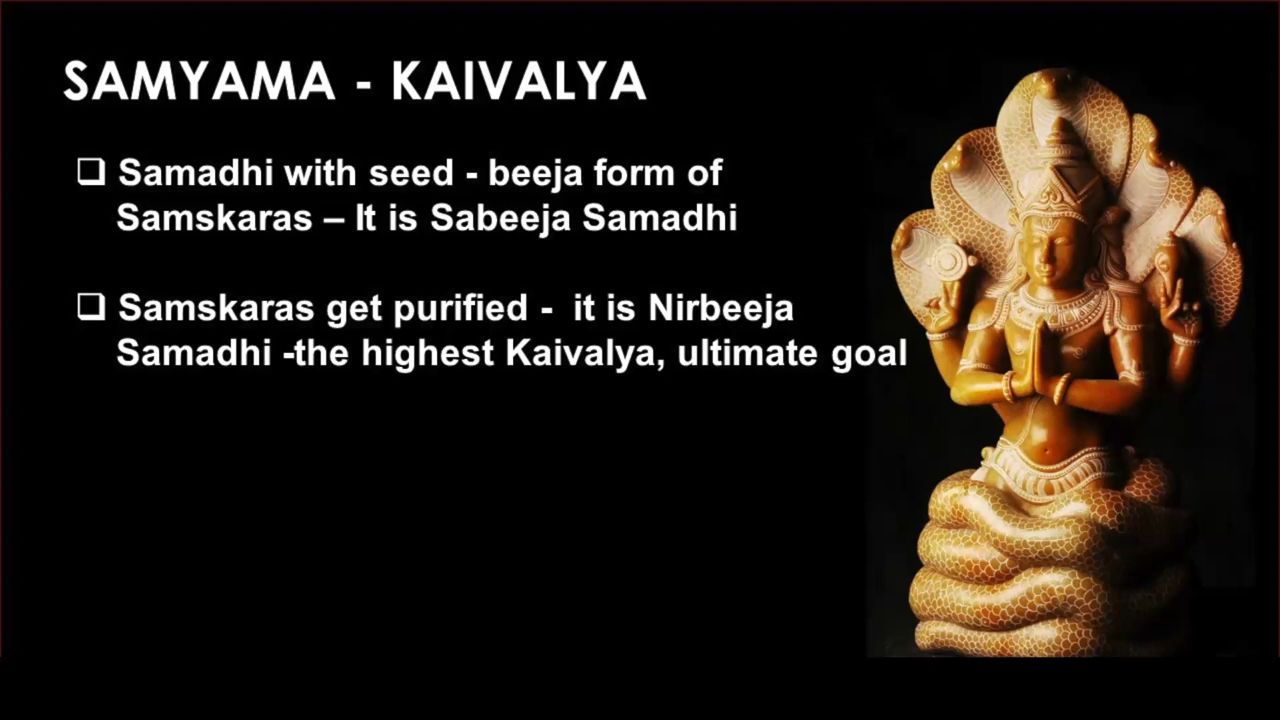 SAMYAMA - KAIVALYA
❑ Samadhi with seed - beeja form of
Samskaras – It is Sabeeja Samadhi
❑ Samskaras get purified -  it is Nirbeeja
Samadhi -the highest Kaivalya, ultimate goal